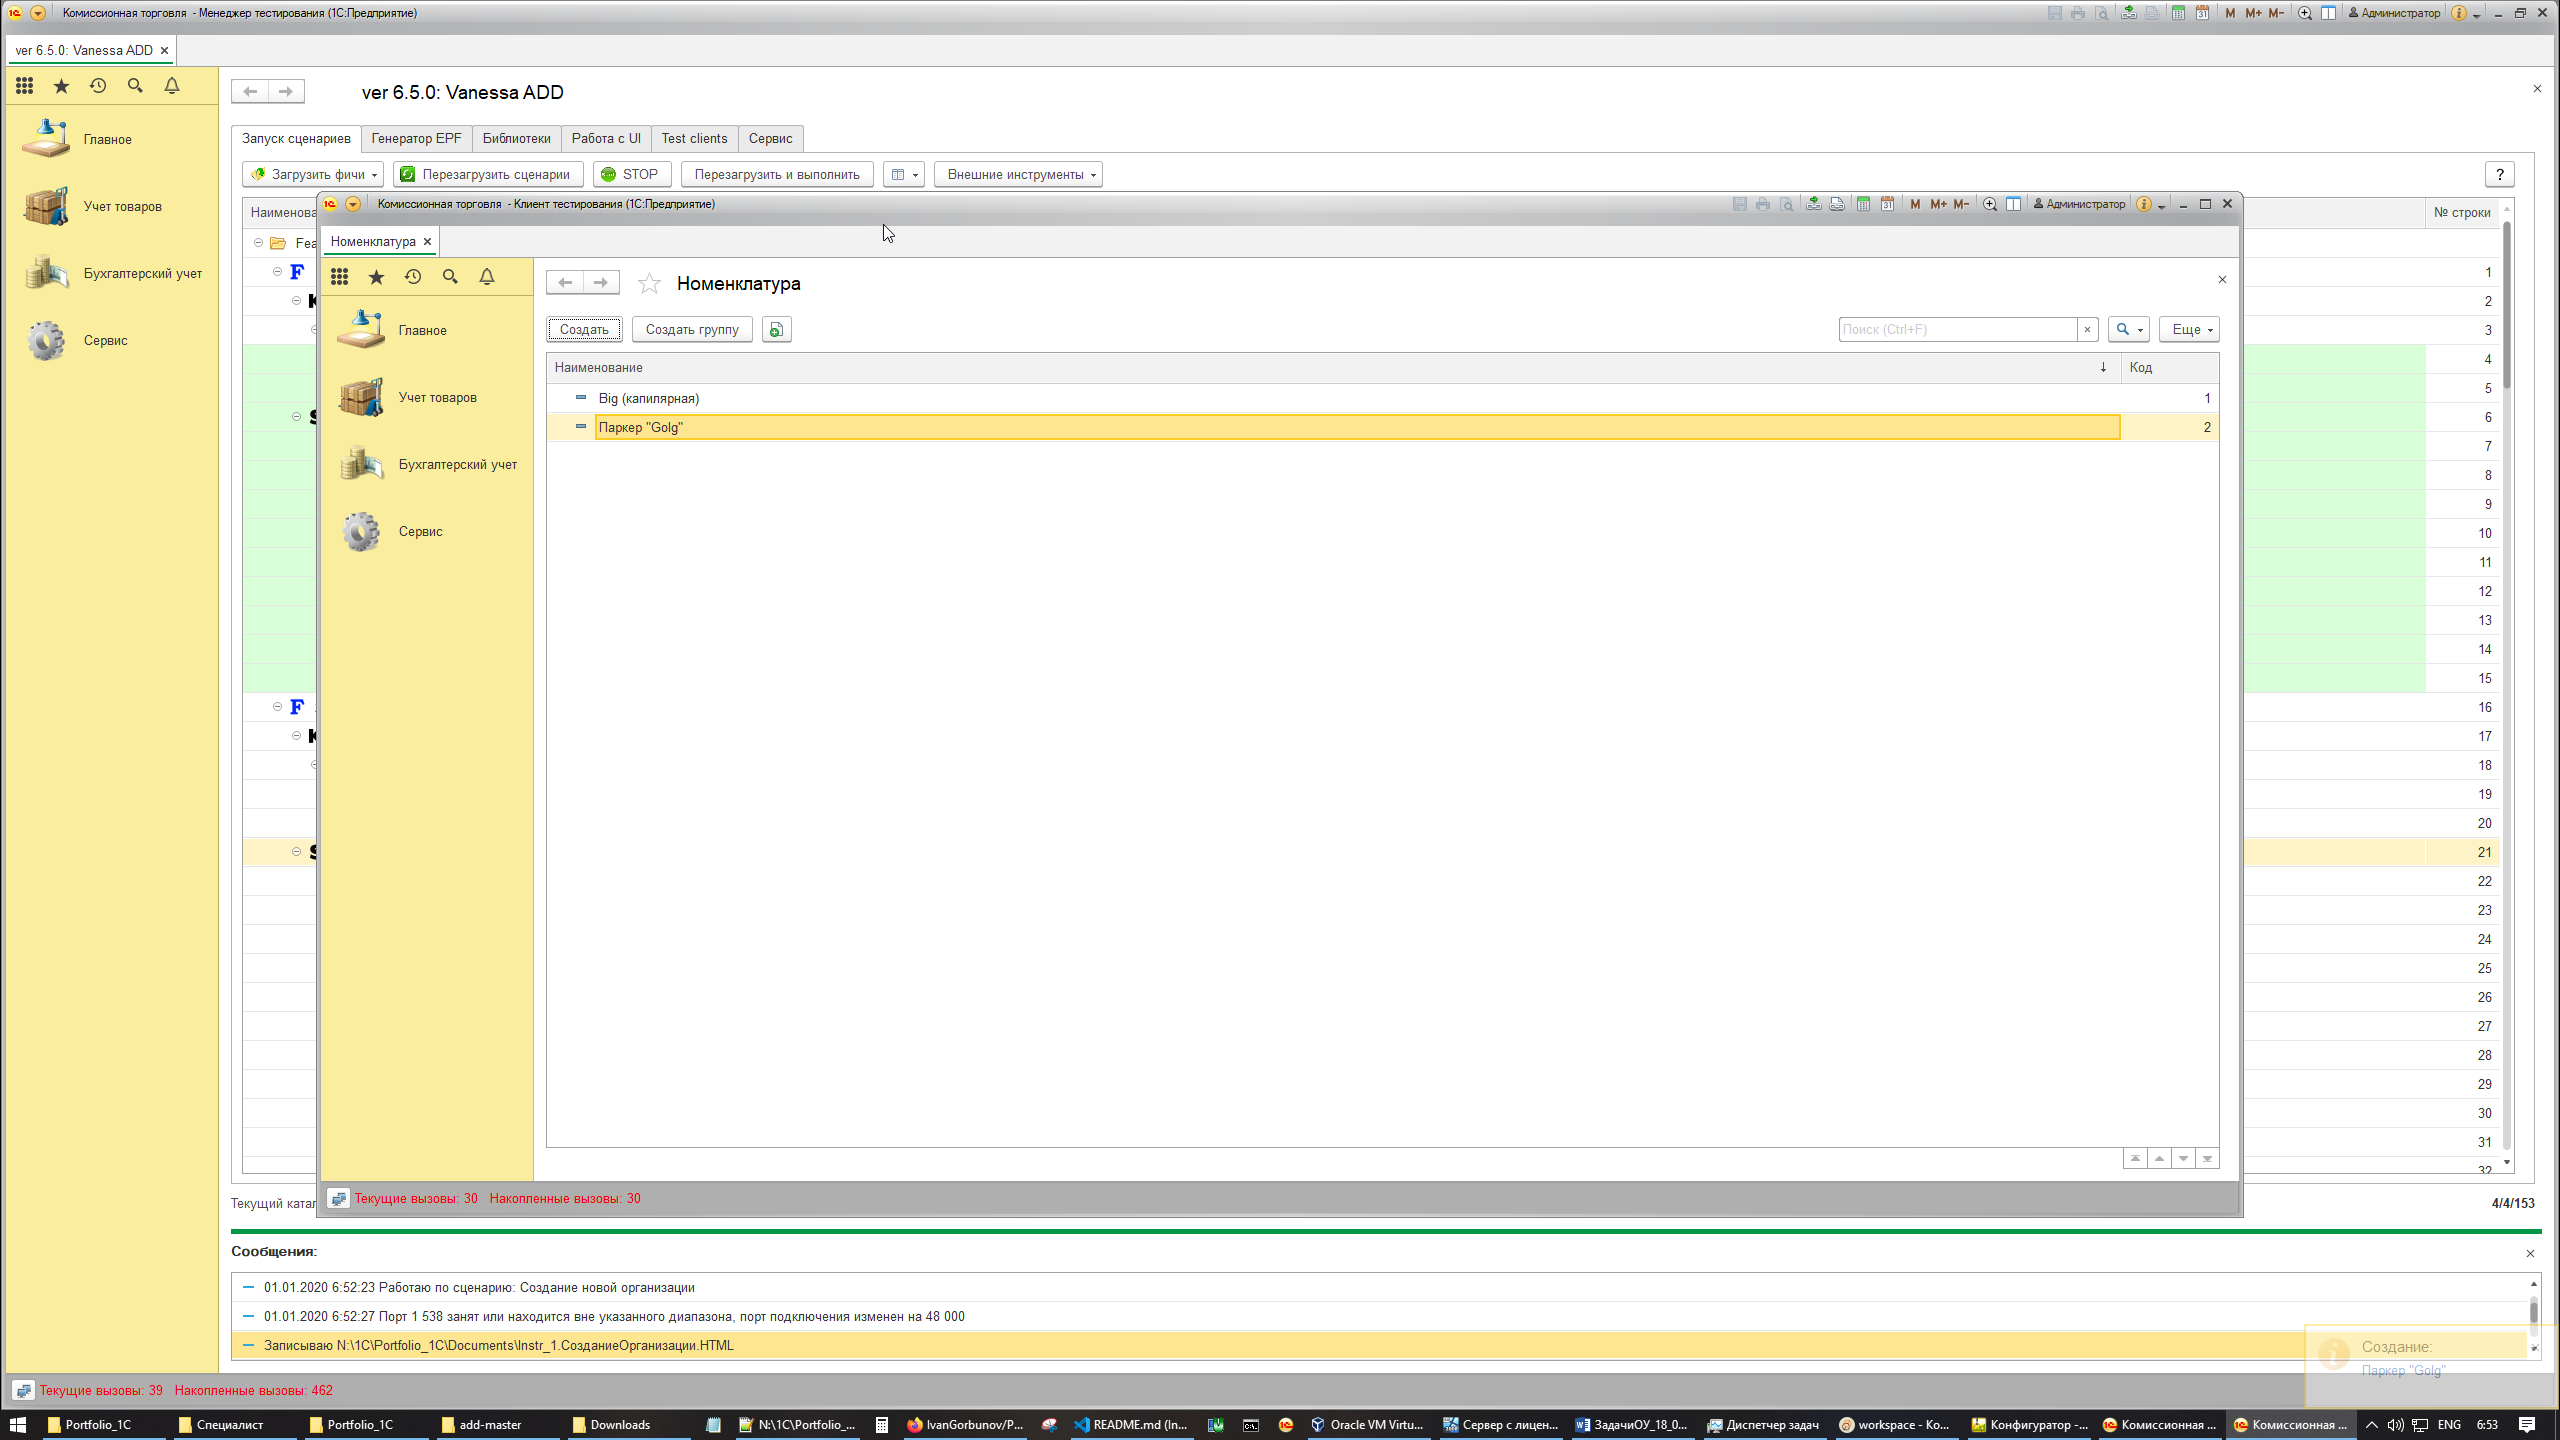 Комиссионная торговля - Менеджер тестирования (1С:Предприятие)
M M+ M- Администратор
ver 6.5.0: Vanessa ADD
ver 6.5.0: Vanessa ADD
Главное
Учет товаров
Бухгалтерский учет
Сервис
Запуск сценариев Генератор EPF Библиотеки Работа с UI Test clients Сервис
Загрузить фичи Перезагрузить сценарии STOP Перезагрузить и выполнить Внешние инструменты ?
№ строки
F
1
2
3
4
5
6
7
8
9
10
11
12
13
14
15
F
16
17
18
19
20
21
22
23
24
25
26
27
28
29
30
31
32
Комиссионная торговля - Клиент тестирования (1С:Предприятие)
M M+ M- Администратор
Номенклатура
Главное
Учет товаров
Бухгалтерский учет
Сервис
Номенклатура
Создать Создать группу Поиск (Ctrl+F) Еще
Наименование Код
Big (капилярная) 1
Паркер "Golg" 2
Текущие вызовы: 30 Накопленные вызовы: 30
Текущий 4/4/153
Сообщения:
01.01.2020 6:52:23 Работаю по сценарию: Создание новой организации
01.01.2020 6:52:27 Порт 1 538 занят или находится вне указанного диапазона, порт подключения изменен на 48 000
Записываю N:\1C\Portfolio_1C\Documents\Instr_1.СозданиеОрганизации.HTML
Создание:
Паркер "Golg"
Текущие вызовы: 39 Накопленные вызовы: 462
Portfolio_1C Специалист Portfolio_1C add-master Downloads N:\1C\Portfolio_... IvanGorbunov/P... README.md (In... Oracle VM Virtu... Сервер с лицен... ЗадачиОУ_18_0... Диспетчер задач workspace - Ko... Конфигуратор -... Комиссионная ... Комиссионная ... ENG 6:53